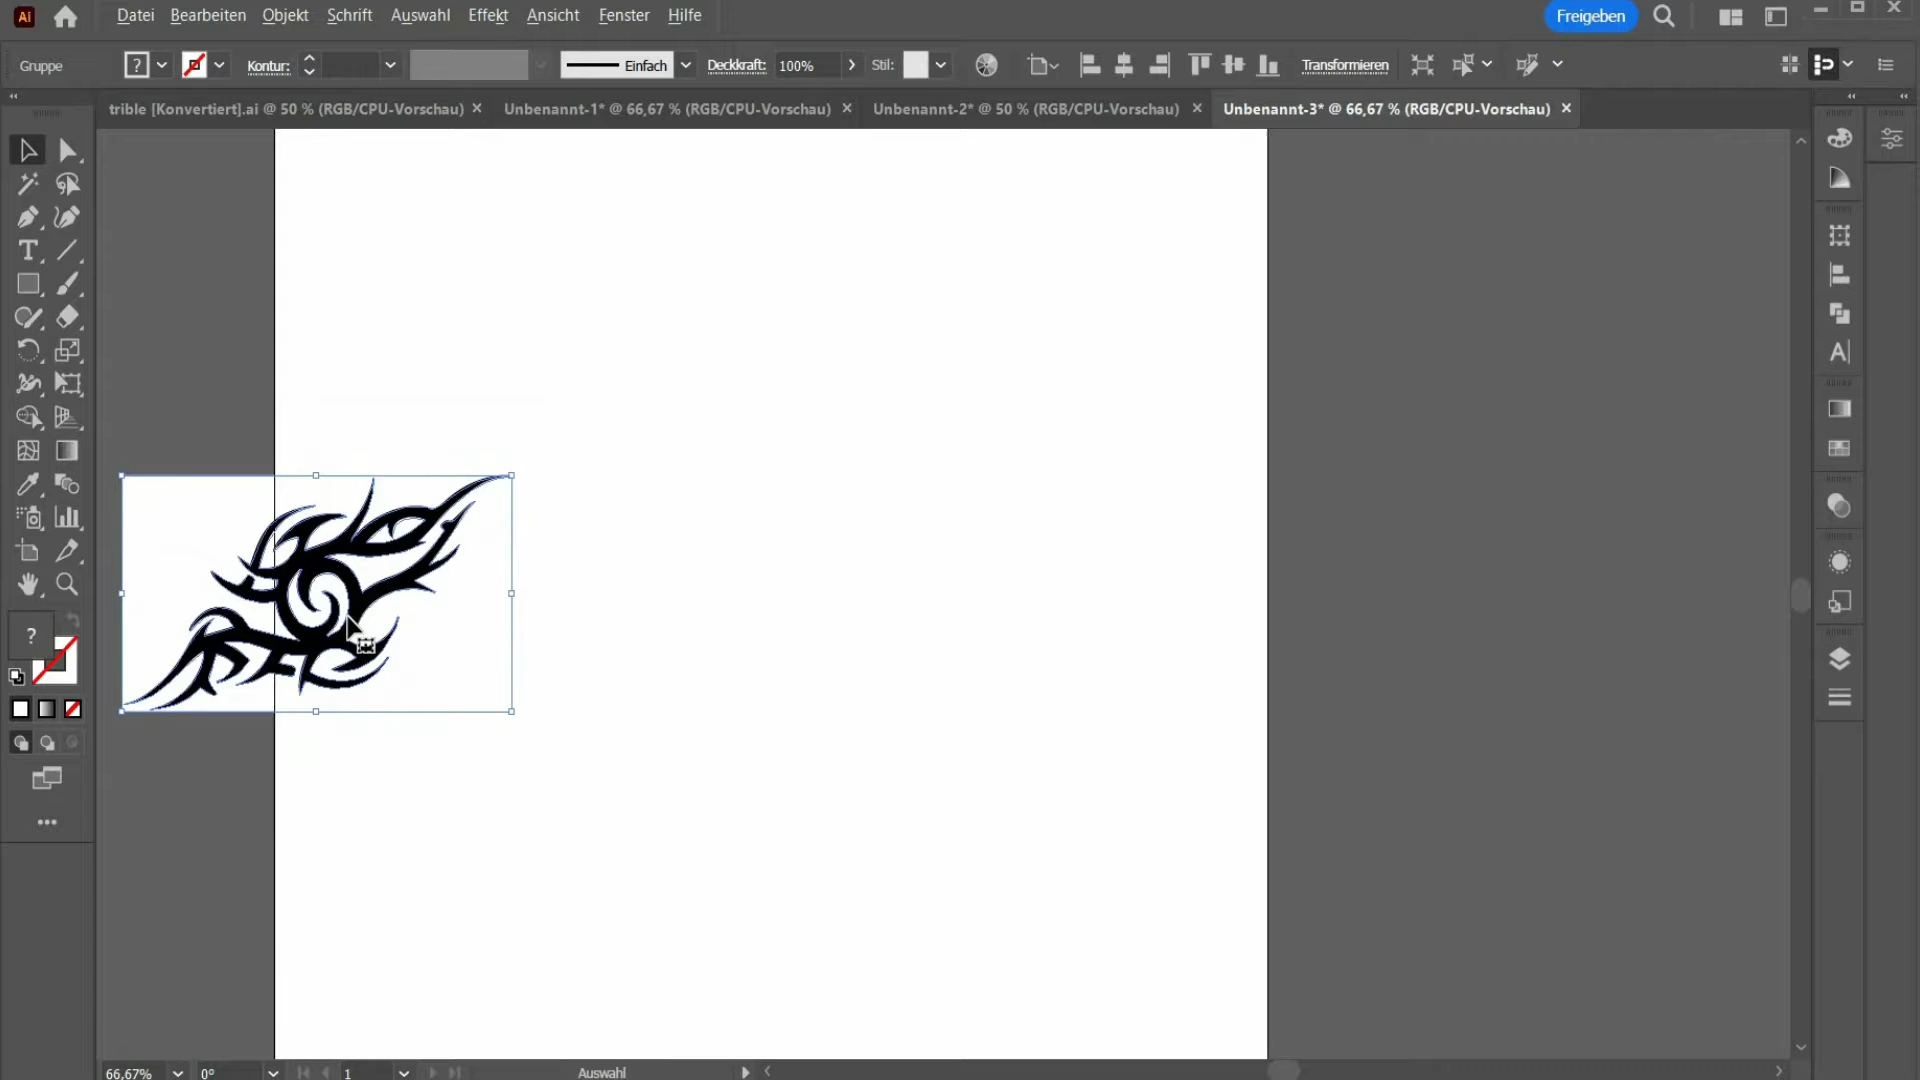 Ai Datei Bearbeiten Objekt Schrift Auswahl Effekt Ansicht Fenster Hilfe Freigeben
Gruppe ? Kontur: Einfach Deckkraft: 100% Stil: Transformieren
trible [Konvertiert].ai @ 50 % (RGB/CPU-Vorschau) × Unbenannt-1* @ 66,67 % (RGB/CPU-Vorschau) × Unbenannt-2* @ 50 % (RGB/CPU-Vorschau) × Unbenannt-3* @ 66,67 % (RGB/CPU-Vorschau) ×
?
66,67% 0° 1 Auswahl